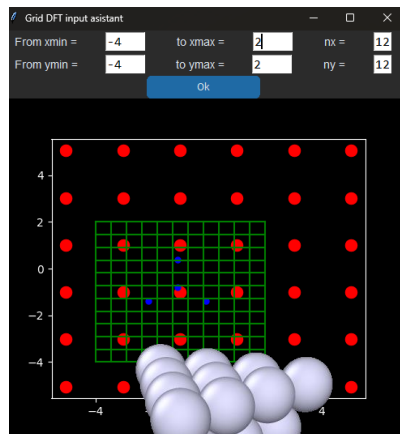 Grid DFT input asistant
From xmin = -4 to xmax = 2 nx = 12
From ymin = -4 to ymax = 2 ny = 12
Ok
4
2
0
−2
−4
−4
4